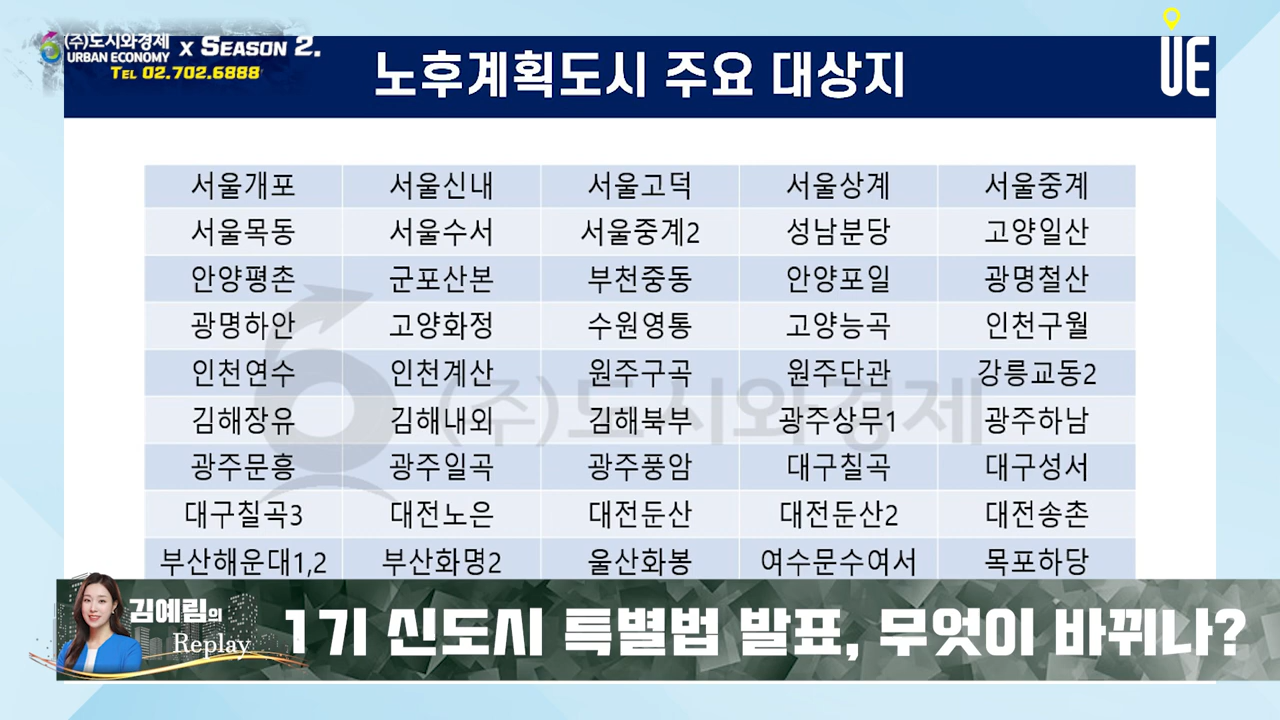 (주)도시와경제
URBAN ECONOMY x SEASON 2.
TEL 02.702.6888
노후계획도시 주요 대상지
UE
서울개포 서울신내 서울고덕 서울상계 서울중계
서울목동 서울수서 서울중계2 성남분당 고양일산
안양평촌 군포산본 부천중동 안양포일 광명철산
광명하안 고양화정 수원영통 고양능곡 인천구월
인천연수 인천계산 원주구곡 원주단관 강릉교동2
김해장유 김해내외 김해북부 광주상무1 광주하남
광주문흥 광주일곡 광주풍암 대구칠곡 대구성서
대구칠곡3 대전노은 대전둔산 대전둔산2 대전송촌
부산해운대1,2 부산화명2 울산화봉 여수문수여서 목포하당
(주)도시와경제
김예림의
Replay
1기 신도시 특별법 발표, 무엇이 바뀌나?